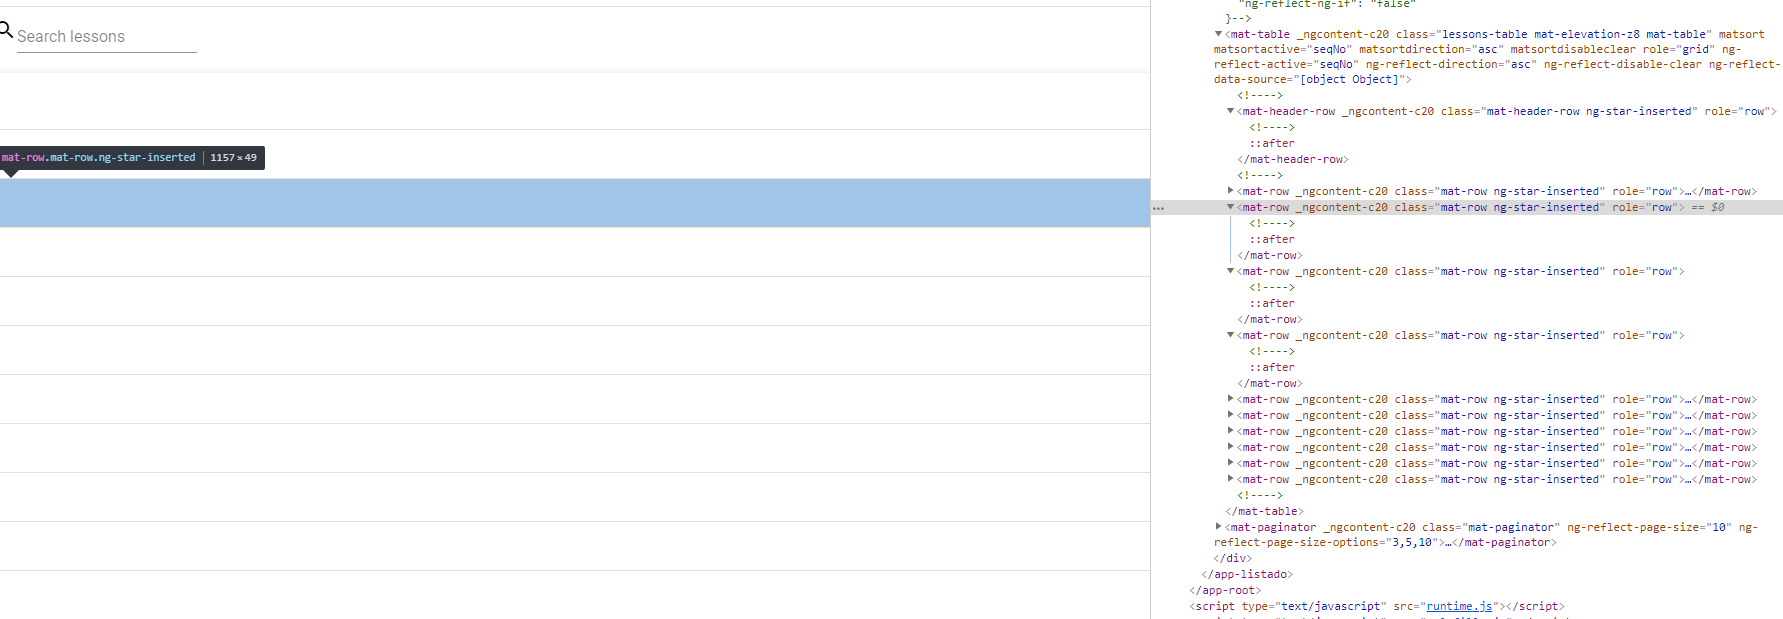 Search lessons
mat-row.mat-row.ng-star-inserted | 1157 × 49
"ng-reflect-ng-if": "false"
}-->
▼<mat-table _ngcontent-c20 class="lessons-table mat-elevation-z8 mat-table" matsort
matsortactive="seqNo" matsortdirection="asc" matsortdisableclear role="grid" ng-
reflect-active="seqNo" ng-reflect-direction="asc" ng-reflect-disable-clear ng-reflect-
data-source="[object Object]">
<!---->
▼<mat-header-row _ngcontent-c20 class="mat-header-row ng-star-inserted" role="row">
<!---->
::after
</mat-header-row>
<!---->
▶<mat-row _ngcontent-c20 class="mat-row ng-star-inserted" role="row">…</mat-row>
… ▼<mat-row _ngcontent-c20 class="mat-row ng-star-inserted" role="row"> == $0
<!---->
::after
</mat-row>
▼<mat-row _ngcontent-c20 class="mat-row ng-star-inserted" role="row">
<!---->
::after
</mat-row>
▼<mat-row _ngcontent-c20 class="mat-row ng-star-inserted" role="row">
<!---->
::after
</mat-row>
▶<mat-row _ngcontent-c20 class="mat-row ng-star-inserted" role="row">…</mat-row>
▶<mat-row _ngcontent-c20 class="mat-row ng-star-inserted" role="row">…</mat-row>
▶<mat-row _ngcontent-c20 class="mat-row ng-star-inserted" role="row">…</mat-row>
▶<mat-row _ngcontent-c20 class="mat-row ng-star-inserted" role="row">…</mat-row>
▶<mat-row _ngcontent-c20 class="mat-row ng-star-inserted" role="row">…</mat-row>
▶<mat-row _ngcontent-c20 class="mat-row ng-star-inserted" role="row">…</mat-row>
<!---->
</mat-table>
▶<mat-paginator _ngcontent-c20 class="mat-paginator" ng-reflect-page-size="10" ng-
reflect-page-size-options="3,5,10">…</mat-paginator>
</div>
</app-listado>
</app-root>
<script type="text/javascript" src="runtime.js"></script>